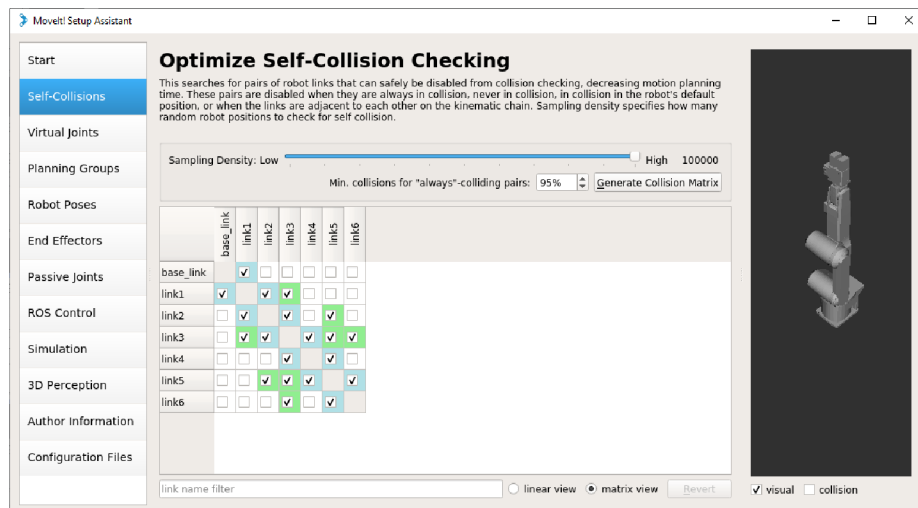 MoveIt! Setup Assistant
Start
Self-Collisions
Virtual Joints
Planning Groups
Robot Poses
End Effectors
Passive Joints
ROS Control
Simulation
3D Perception
Author Information
Configuration Files
Optimize Self-Collision Checking
This searches for pairs of robot links that can safely be disabled from collision checking, decreasing motion planning
time. These pairs are disabled when they are always in collision, never in collision, in collision in the robot's default
position, or when the links are adjacent to each other on the kinematic chain. Sampling density specifies how many
random robot positions to check for self collision.
Sampling Density: Low High 100000
Min. collisions for "always"-colliding pairs: 95% Generate Collision Matrix
base_link link1 link2 link3 link4 link5 link6
base_link
link1
link2
link3
link4
link5
link6
link name filter linear view matrix view Revert
visual collision